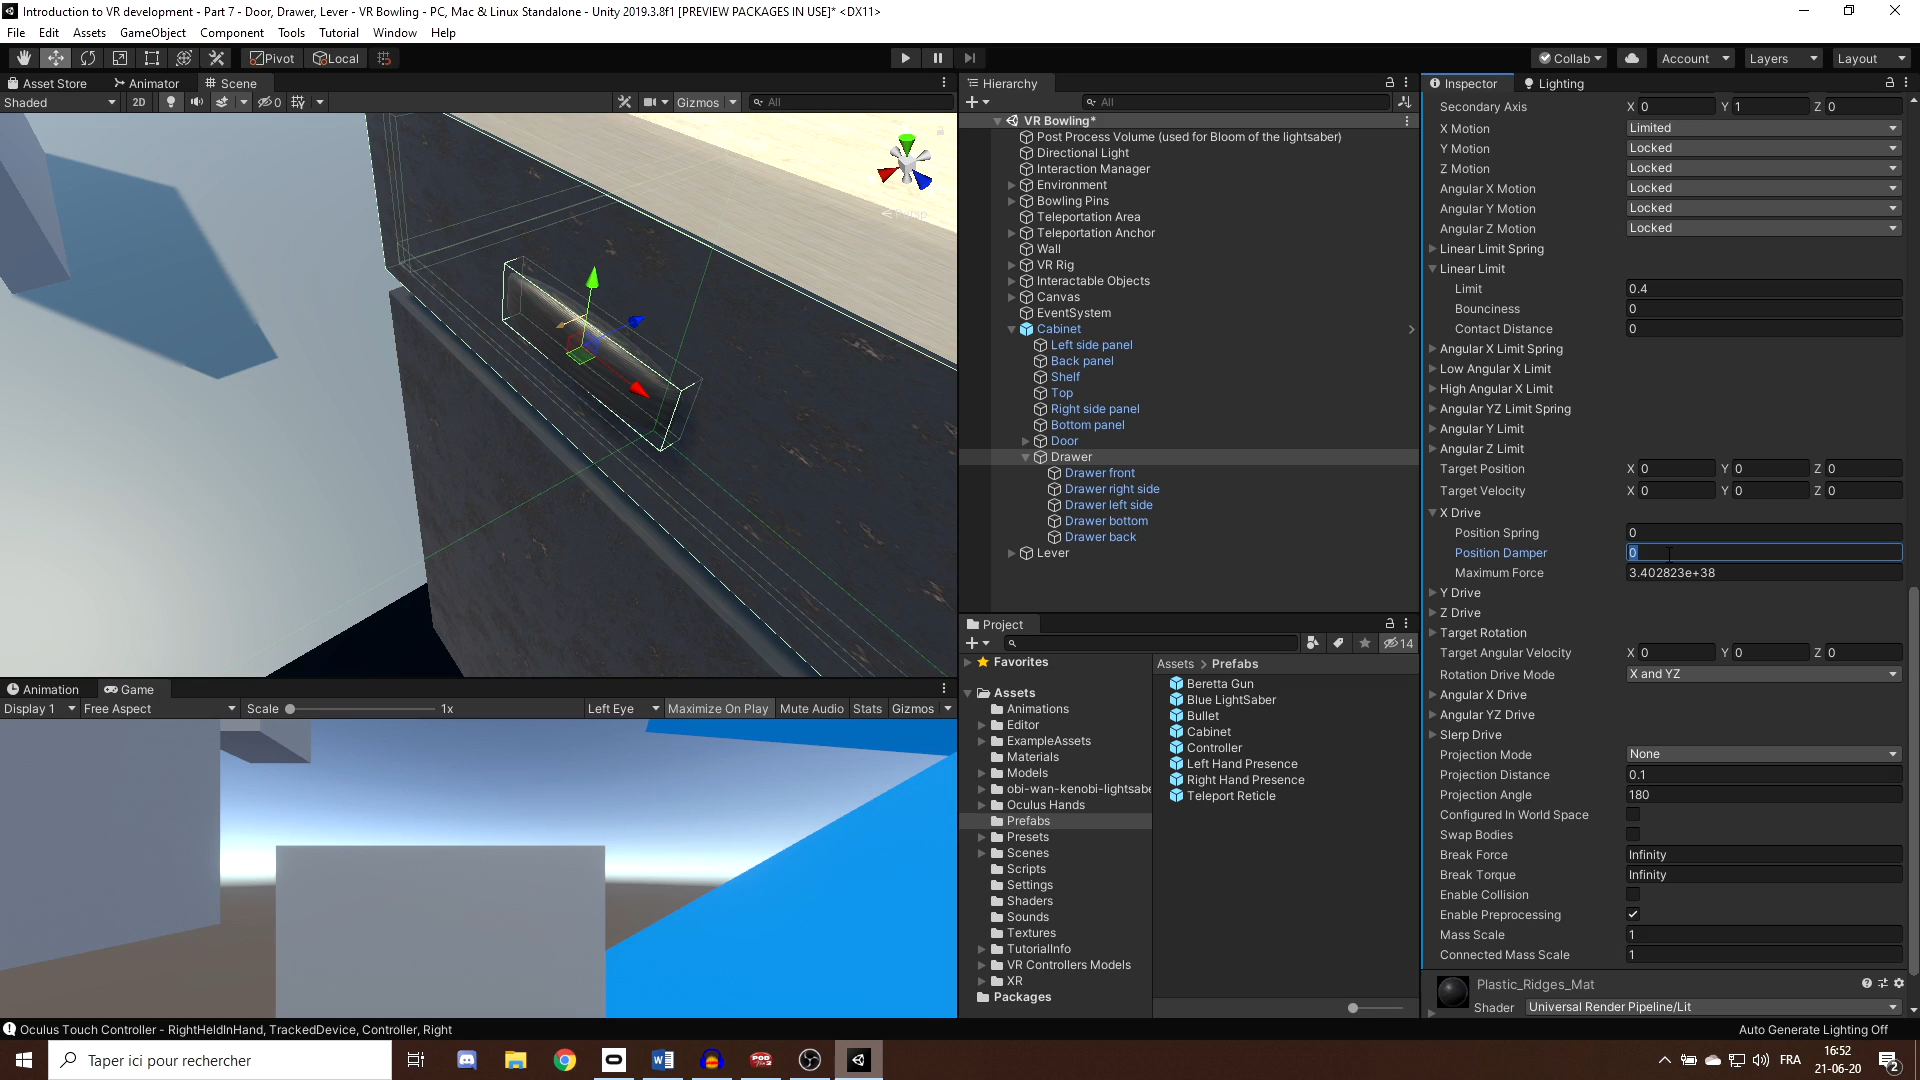 Introduction to VR development - Part 7 - Door, Drawer, Lever - VR Bowling - PC, Mac & Linux Standalone - Unity 2019.3.8f1 [PREVIEW PACKAGES IN USE]* <DX11>
File Edit Assets GameObject Component Tools Tutorial Window Help
Pivot Local Collab Account Layers Layout
Asset Store Animator Scene
Shaded 2D 0 Gizmos All
Persp
Hierarchy
All
VR Bowling*
Post Process Volume (used for Bloom of the lightsaber)
Directional Light
Interaction Manager
Environment
Bowling Pins
Teleportation Area
Teleportation Anchor
Wall
VR Rig
Interactable Objects
Canvas
EventSystem
Cabinet
Left side panel
Back panel
Shelf
Top
Right side panel
Bottom panel
Door
Drawer
Drawer front
Drawer right side
Drawer left side
Drawer bottom
Drawer back
Lever
Inspector Lighting
Secondary Axis X 0 Y 1 Z 0
X Motion Limited
Y Motion Locked
Z Motion Locked
Angular X Motion Locked
Angular Y Motion Locked
Angular Z Motion Locked
Linear Limit Spring
Linear Limit
Limit 0.4
Bounciness 0
Contact Distance 0
Angular X Limit Spring
Low Angular X Limit
High Angular X Limit
Angular YZ Limit Spring
Angular Y Limit
Angular Z Limit
Target Position X 0 Y 0 Z 0
Target Velocity X 0 Y 0 Z 0
X Drive
Position Spring 0
Position Damper 0
Maximum Force 3.402823e+38
Y Drive
Z Drive
Target Rotation
Target Angular Velocity X 0 Y 0 Z 0
Rotation Drive Mode X and YZ
Angular X Drive
Angular YZ Drive
Slerp Drive
Projection Mode None
Projection Distance 0.1
Projection Angle 180
Configured In World Space
Swap Bodies
Break Force Infinity
Break Torque Infinity
Enable Collision
Enable Preprocessing
Mass Scale 1
Connected Mass Scale 1
Plastic_Ridges_Mat
Shader Universal Render Pipeline/Lit
Animation Game
Display 1 Free Aspect Scale 1x Left Eye Maximize On Play Mute Audio Stats Gizmos
Project
14
Favorites
Assets
Animations
Editor
ExampleAssets
Materials
Models
obi-wan-kenobi-lightsabe
Oculus Hands
Prefabs
Presets
Scenes
Scripts
Settings
Shaders
Sounds
Textures
TutorialInfo
VR Controllers Models
XR
Packages
Assets > Prefabs
Beretta Gun
Blue LightSaber
Bullet
Cabinet
Controller
Left Hand Presence
Right Hand Presence
Teleport Reticle
Oculus Touch Controller - RightHeldInHand, TrackedDevice, Controller, Right
Auto Generate Lighting Off
Taper ici pour rechercher
FRA
16:52
21-06-20
2